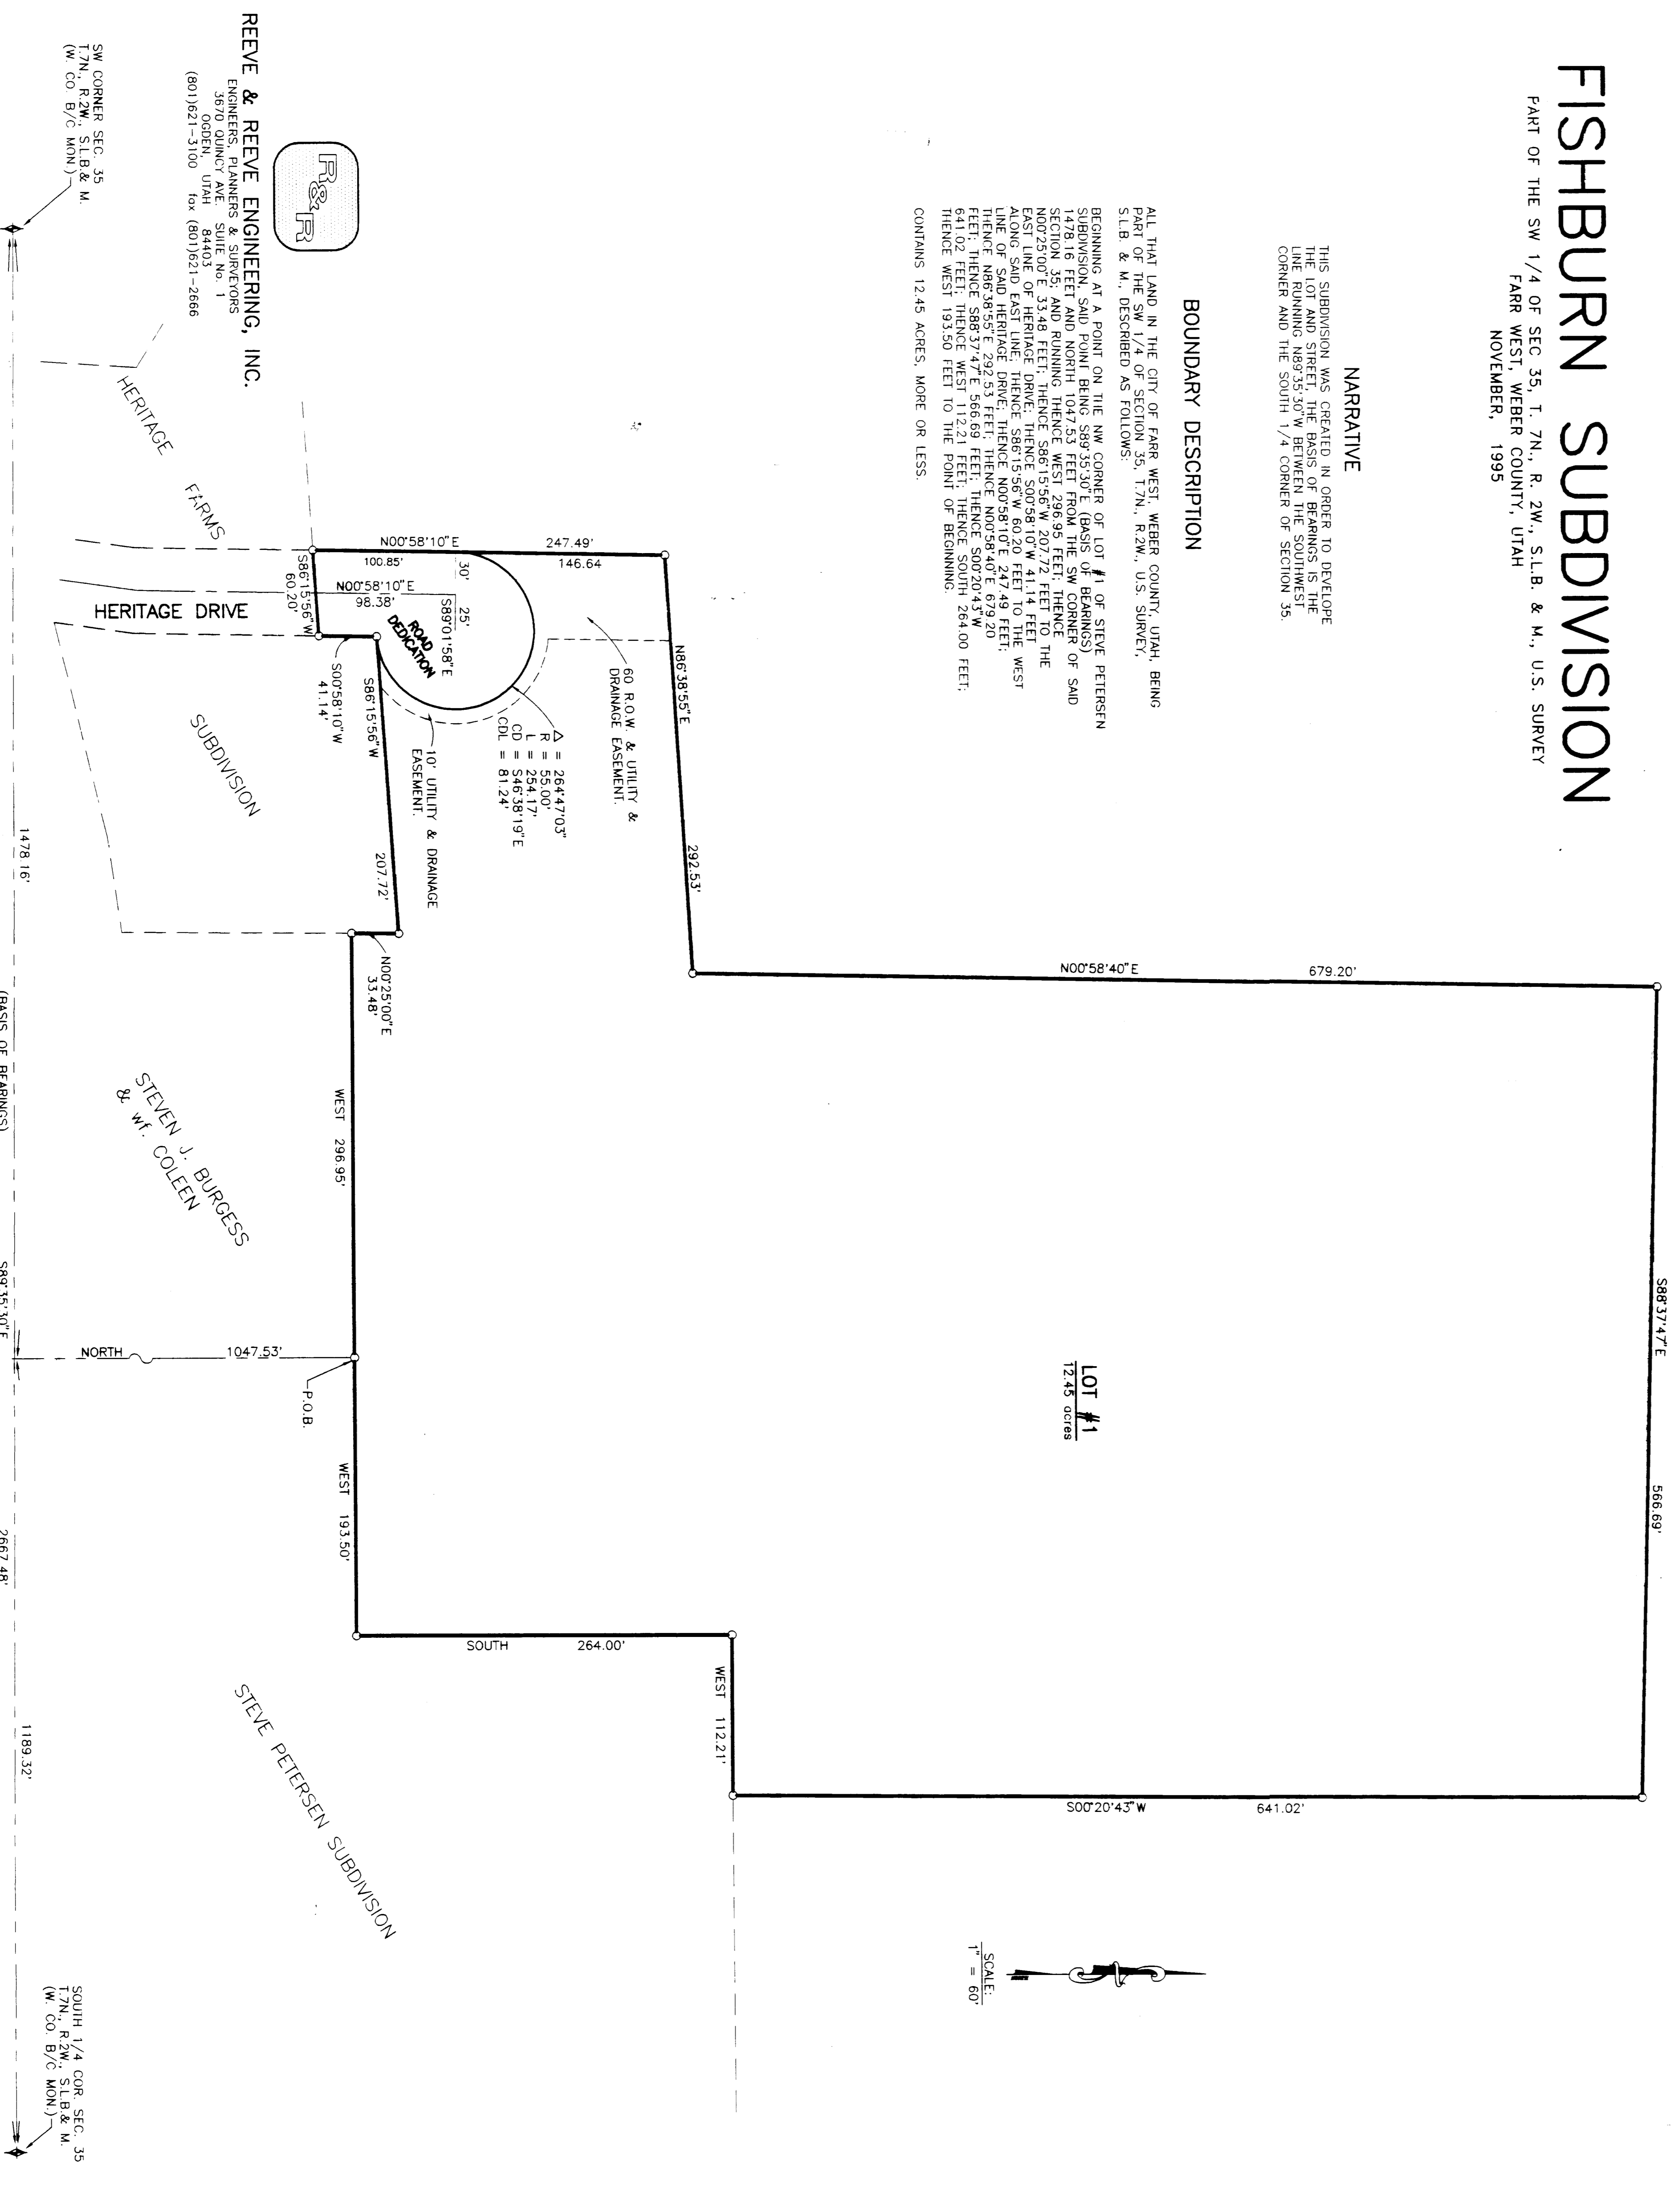 FISHBURN SUBDIVISION
PART OF THE SW 1/4 OF SEC 35, T. 7N., R. 2W., S.L.B. & M., U.S. SURVEY
FARR WEST, WEBER COUNTY, UTAH
NOVEMBER, 1995
NARRATIVE
THIS SUBDIVISION WAS CREATED IN ORDER TO DEVELOPE
THE LOT AND STREET, THE BASIS OF BEARINGS IS THE
LINE RUNNING N89°35'30"W BETWEEN THE SOUTHWEST
CORNER AND THE SOUTH 1/4 CORNER OF SECTION 35.
BOUNDARY DESCRIPTION
ALL THAT LAND IN THE CITY OF FARR WEST, WEBER COUNTY, UTAH, BEING
PART OF THE SW 1/4 OF SECTION 35, T.7N., R.2W., U.S. SURVEY,
S.L.B. & M., DESCRIBED AS FOLLOWS:
BEGINNING AT A POINT ON THE NW CORNER OF LOT #1 OF STEVE PETERSEN
SUBDIVISION, SAID POINT BEING S89°35'30"E (BASIS OF BEARINGS)
1478.16 FEET AND NORTH 1047.53 FEET FROM THE SW CORNER OF SAID
SECTION 35; AND RUNNING THENCE WEST 296.95 FEET; THENCE
N00°25'00"E 33.48 FEET; THENCE S86°15'56"W 207.72 FEET TO THE
EAST LINE OF HERITAGE DRIVE; THENCE S00°58'10"W 41.14 FEET
ALONG SAID EAST LINE; THENCE S86°15'56"W 60.20 FEET TO THE WEST
LINE OF SAID HERITAGE DRIVE; THENCE N00°58'10"E 247.49 FEET;
THENCE N86°38'55"E 292.53 FEET; THENCE N00°58'40"E 679.20
FEET; THENCE S88°37'47"E 566.69 FEET; THENCE S00°20'43"W
641.02 FEET; THENCE WEST 112.21 FEET; THENCE SOUTH 264.00 FEET;
THENCE WEST 193.50 FEET TO THE POINT OF BEGINNING.
CONTAINS 12.45 ACRES, MORE OR LESS.
S88°37'47"E 566.69'
N00°58'40"E 679.20'
LOT #1
12.45 acres
S00°20'43"W 641.02'
SCALE:
1" = 60'
N86°38'55"E 292.53'
247.49'
146.64
N00°58'10"E
100.85'
60 R.O.W. & UTILITY &
DRAINAGE EASEMENT.
Δ = 264°47'03"
R = 55.00'
L = 254.17'
CD = S46°38'19"E
CDL = 81.24'
30'
25'
S89°01'58"E
ROAD
DEDICATION
N00°58'10"E
98.38'
10' UTILITY & DRAINAGE
EASEMENT.
S86°15'56"W
207.72'
S00°58'10"W
41.14'
S86°15'56"W
60.20'
N00°25'00"E
33.48'
WEST 296.95'
WEST 193.50'
SOUTH 264.00'
WEST 112.21'
P.O.B.
NORTH 1047.53'
R&R
REEVE & REEVE ENGINEERING, INC.
ENGINEERS, PLANNERS & SURVEYORS
3670 QUINCY AVE. SUITE No. 1
OGDEN, UTAH 84403
(801)621-3100 fax (801)621-2666
HERITAGE
FARMS
SUBDIVISION
HERITAGE DRIVE
STEVEN J. BURGESS
& wf. COLEEN
STEVE PETERSEN SUBDIVISION
SW CORNER SEC. 35
T.7N., R.2W., S.L.B.& M.
(W. CO. B/C MON.)
SOUTH 1/4 COR. SEC. 35
T.7N., R.2W., S.L.B.& M.
(W. CO. B/C MON.)
1478.16'
1189.32'
(BASIS OF BEARINGS) S89°35'30"E 2667.48'